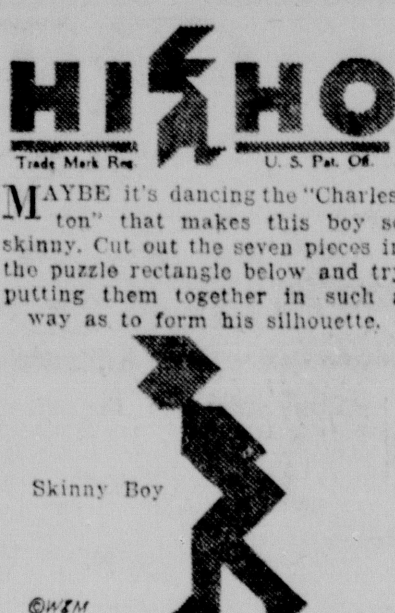 HI HO
Trade Mark Reg. U. S. Pat. Off.
MAYBE it's dancing the "Charles
ton" that makes this boy s
skinny. Cut out the seven pieces i
the puzzle rectangle below and try
putting them together in such a
way as to form his silhouette.
Skinny Boy
©W&M